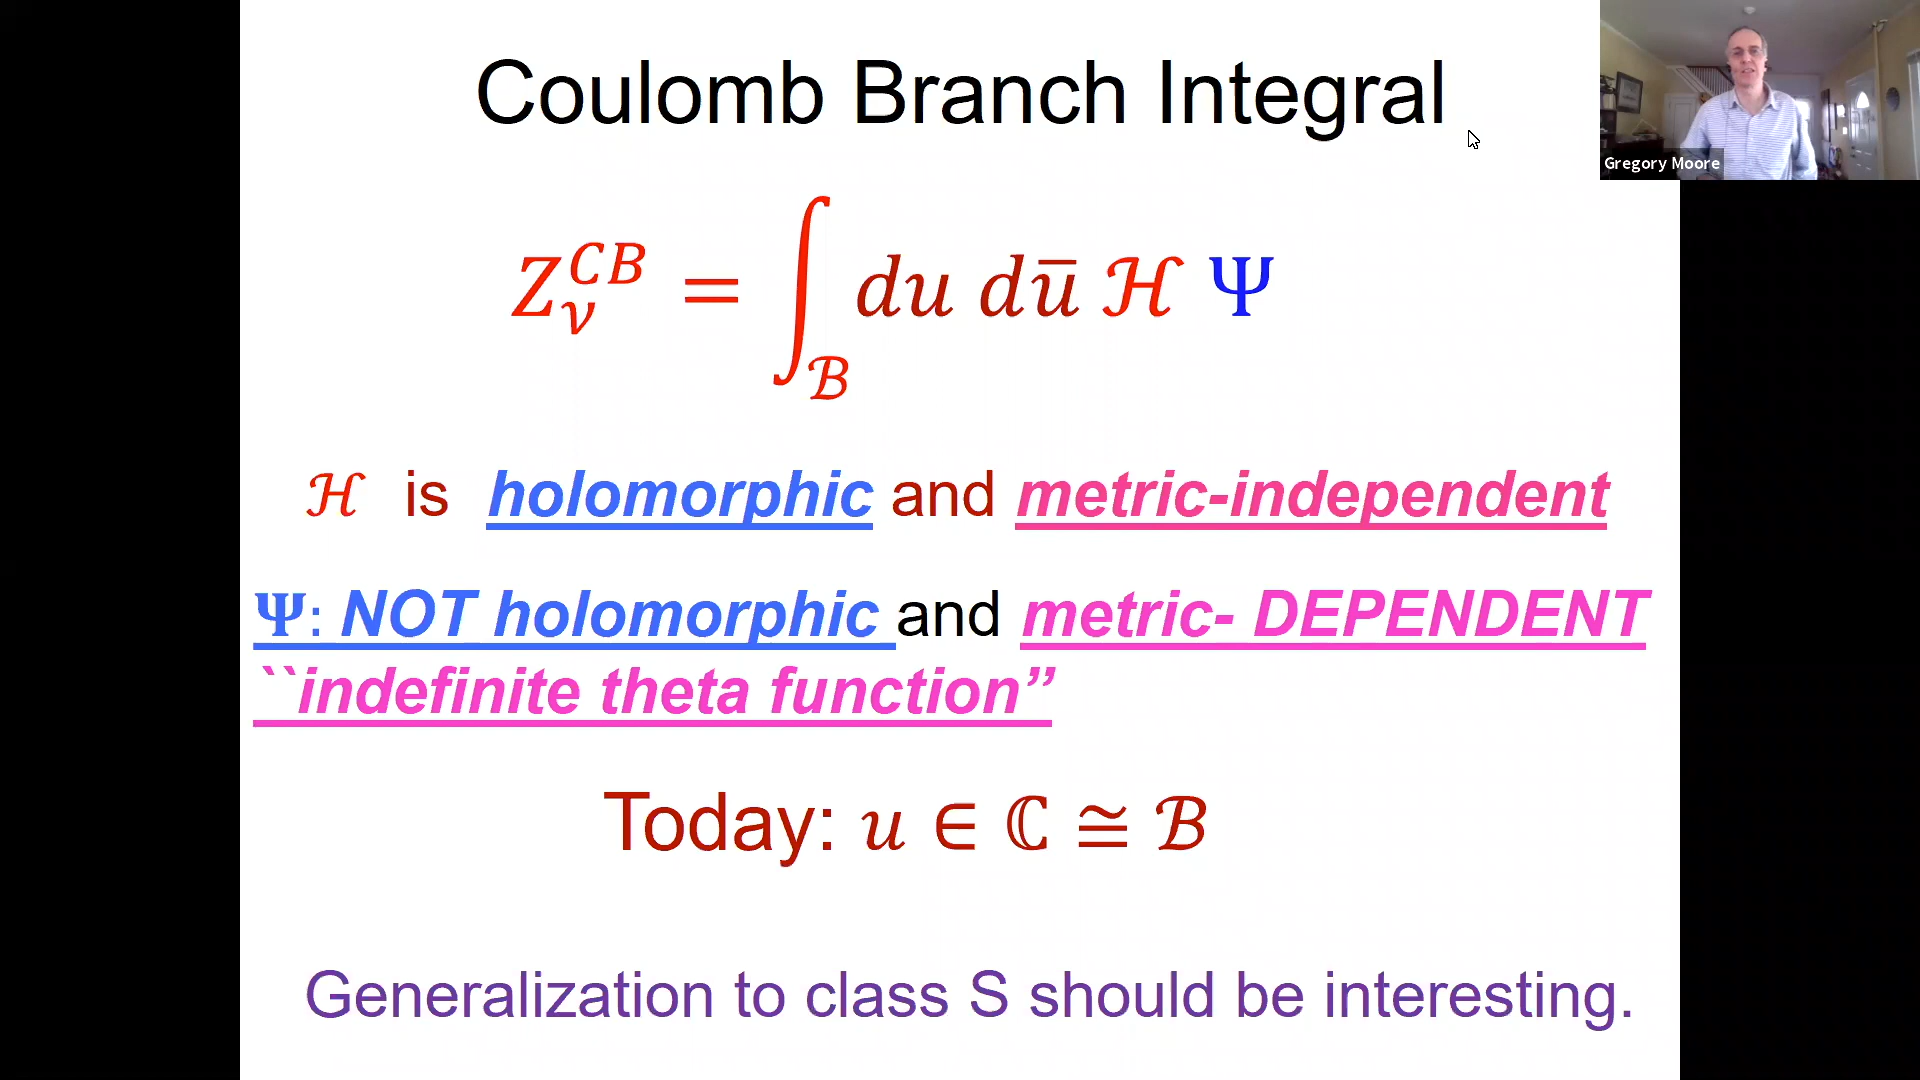 Coulomb Branch Integral
Gregory Moore
Z_ν^{CB} = ∫_ℬ du dū ℋ Ψ
ℋ is holomorphic and metric-independent
Ψ: NOT holomorphic and metric- DEPENDENT
``indefinite theta function’’
Today: u ∈ ℂ ≅ ℬ
Generalization to class S should be interesting.